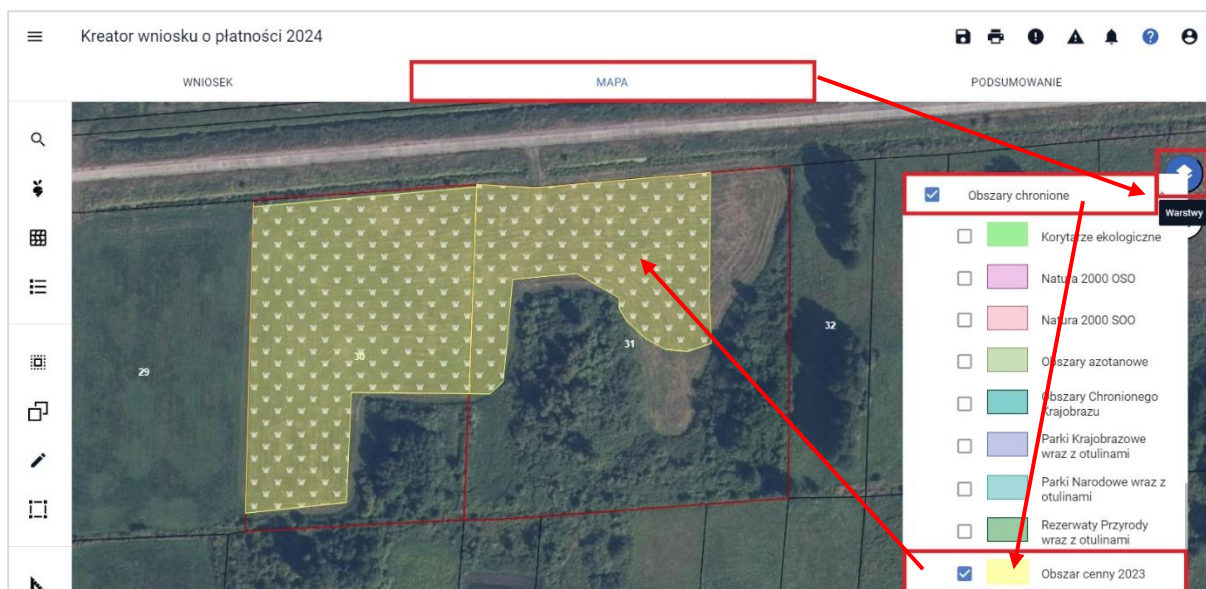 Kreator wniosku o płatności 2024
WNIOSEK
MAPA
PODSUMOWANIE
Obszary chronione
Warstwy
Korytarze ekologiczne
Natura 2000 OSO
Natura 2000 SOO
Obszary azotanowe
Obszary Chronionego
Krajobrazu
Parki Krajobrazowe
wraz z otulinami
Parki Narodowe wraz z
otulinami
Rezerwaty Przyrody
wraz z otulinami
Obszar cenny 2023
29
30
31
32